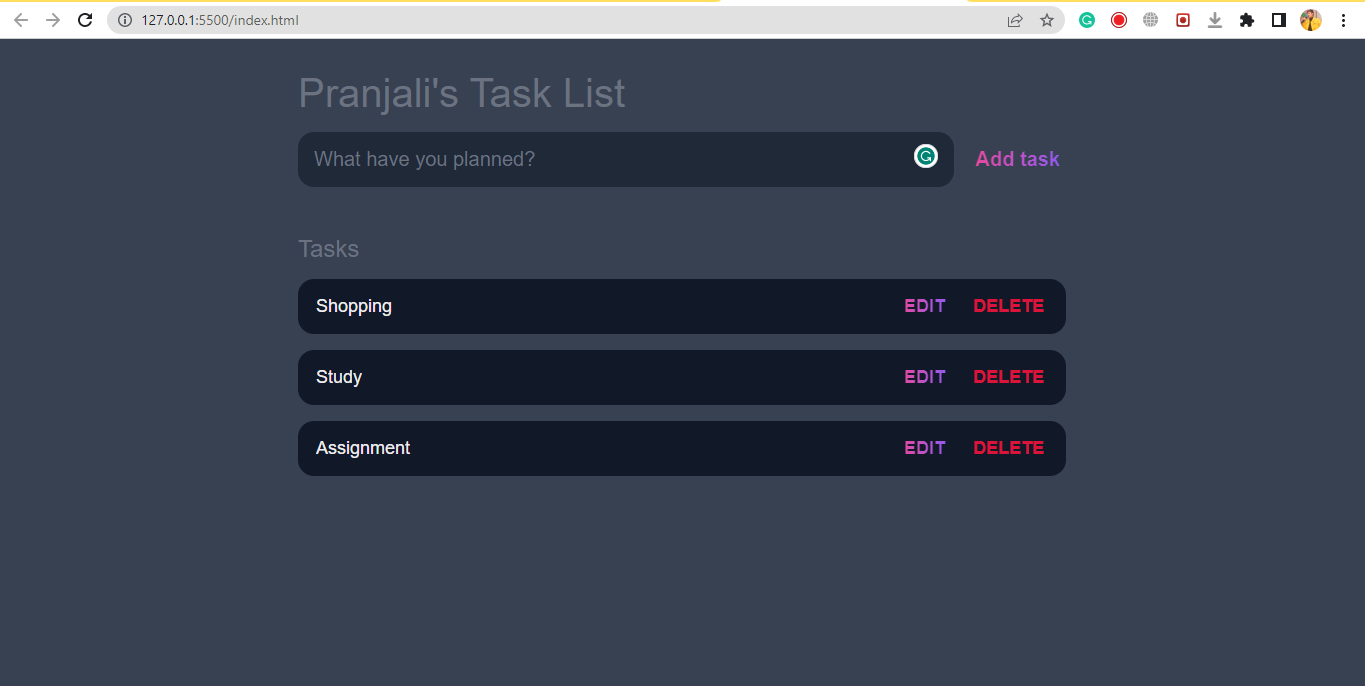 127.0.0.1:5500/index.html
Pranjali's Task List
What have you planned?
Add task
Tasks
Shopping EDIT DELETE
Study EDIT DELETE
Assignment EDIT DELETE